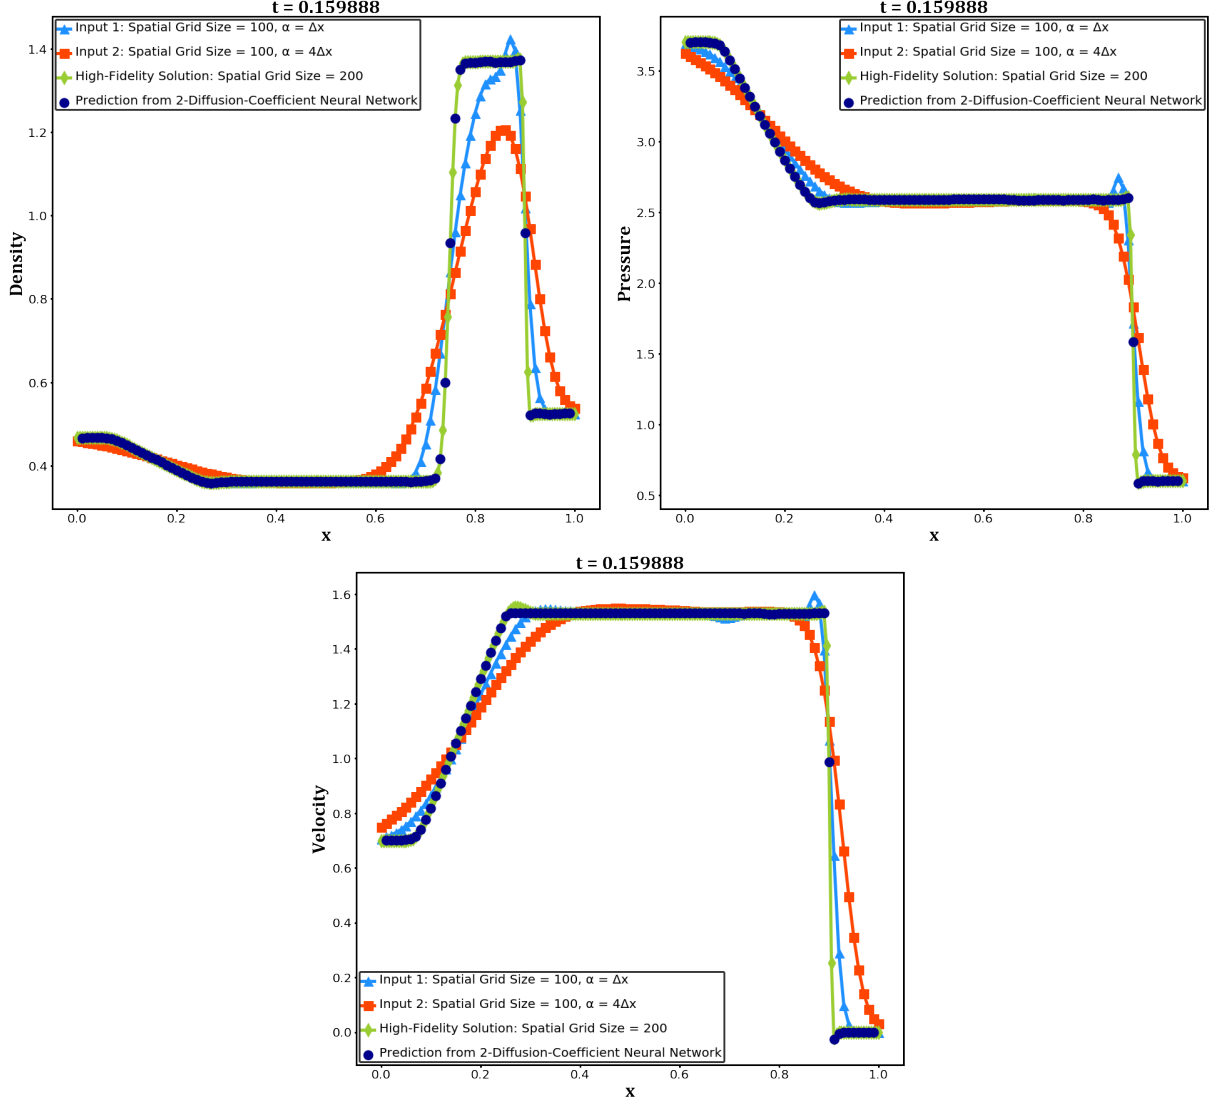 t = 0.159888
Input 1: Spatial Grid Size = 100, α = Δx
Input 2: Spatial Grid Size = 100, α = 4Δx
High-Fidelity Solution: Spatial Grid Size = 200
Prediction from 2-Diffusion-Coefficient Neural Network
Density
1.4
1.2
1.0
0.8
0.6
0.4
0.0 0.2 0.4 0.6 0.8 1.0
x
t = 0.159888
Input 1: Spatial Grid Size = 100, α = Δx
Input 2: Spatial Grid Size = 100, α = 4Δx
High-Fidelity Solution: Spatial Grid Size = 200
Prediction from 2-Diffusion-Coefficient Neural Network
Pressure
3.5
3.0
2.5
2.0
1.5
1.0
0.5
0.0 0.2 0.4 0.6 0.8 1.0
x
t = 0.159888
Velocity
1.6
1.4
1.2
1.0
0.8
0.6
0.4
0.2
0.0
Input 1: Spatial Grid Size = 100, α = Δx
Input 2: Spatial Grid Size = 100, α = 4Δx
High-Fidelity Solution: Spatial Grid Size = 200
Prediction from 2-Diffusion-Coefficient Neural Network
0.0 0.2 0.4 0.6 0.8 1.0
x